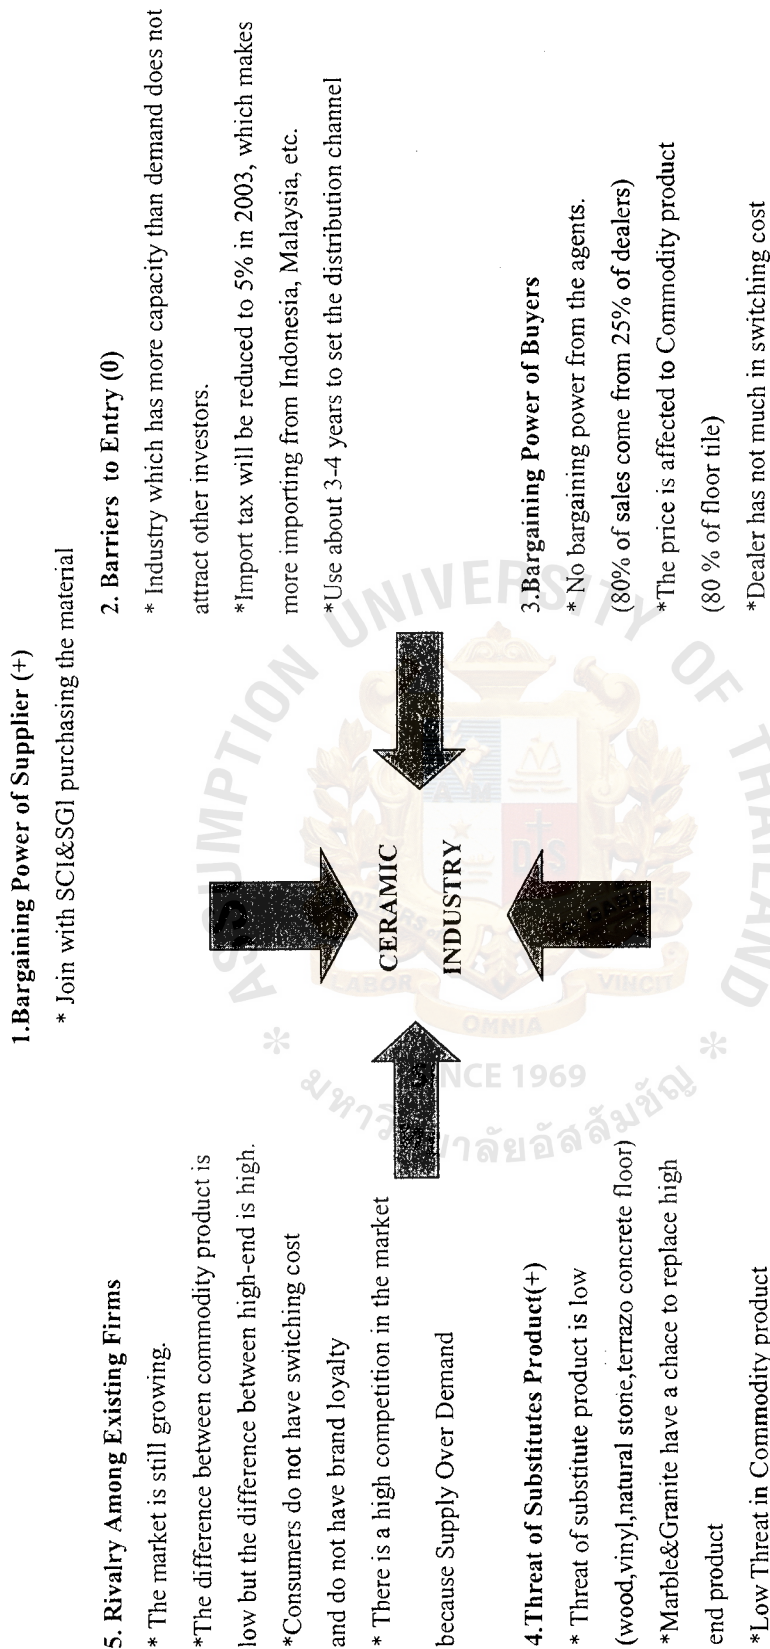 1.Bargaining Power of Supplier (+)
* Join with SCI&SGI purchasing the material
5. Rivalry Among Existing Firms
* The market is still growing.
*The difference between commodity product is
low but the difference between high-end is high.
*Consumers do not have switching cost
and do not have brand loyalty
* There is a high competition in the market
because Supply Over Demand
2. Barriers to Entry (0)
* Industry which has more capacity than demand does not
attract other investors.
*Import tax will be reduced to 5% in 2003, which makes
more importing from Indonesia, Malaysia, etc.
*Use about 3-4 years to set the distribution channel
CERAMIC
INDUSTRY
4.Threat of Substitutes Product(+)
* Threat of substitute product is low
(wood,vinyl,natural stone,terrazo concrete floor)
*Marble&Granite have a chace to replace high
end product
*Low Threat in Commodity product
3.Bargaining Power of Buyers
* No bargaining power from the agents.
(80% of sales come from 25% of dealers)
*The price is affected to Commodity product
(80 % of floor tile)
*Dealer has not much in switching cost
ASSUMPTION UNIVERSITY OF THAILAND
LABOR
OMNIA
VINCIT
SINCE 1969